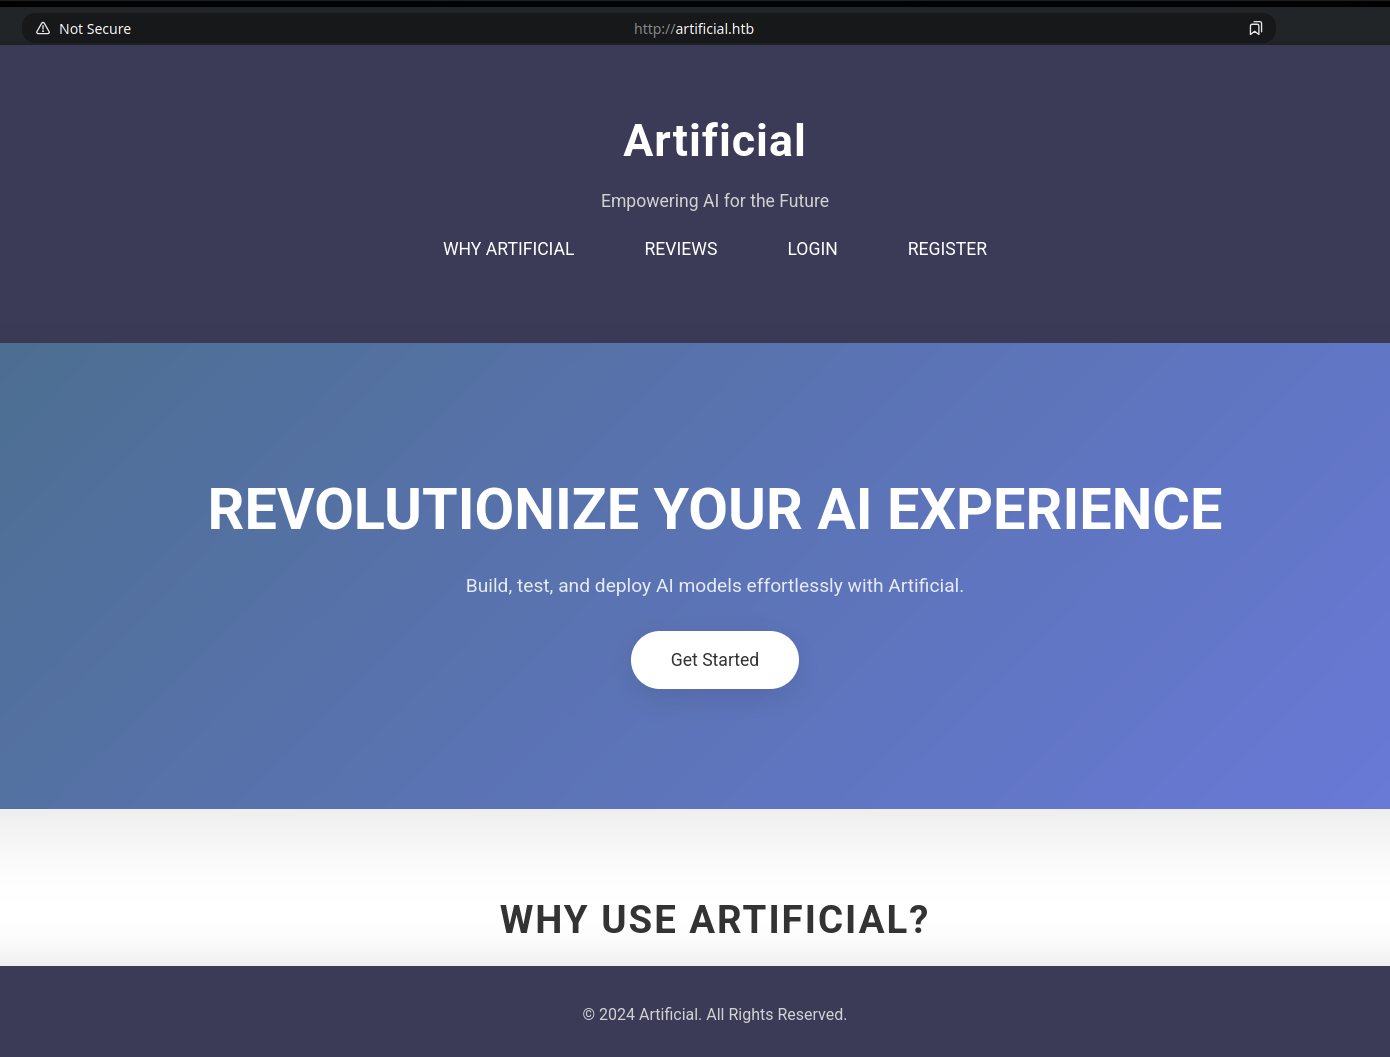 Not Secure
http://artificial.htb
Artificial
Empowering AI for the Future
WHY ARTIFICIAL REVIEWS LOGIN REGISTER
REVOLUTIONIZE YOUR AI EXPERIENCE
Build, test, and deploy AI models effortlessly with Artificial.
Get Started
WHY USE ARTIFICIAL?
© 2024 Artificial. All Rights Reserved.